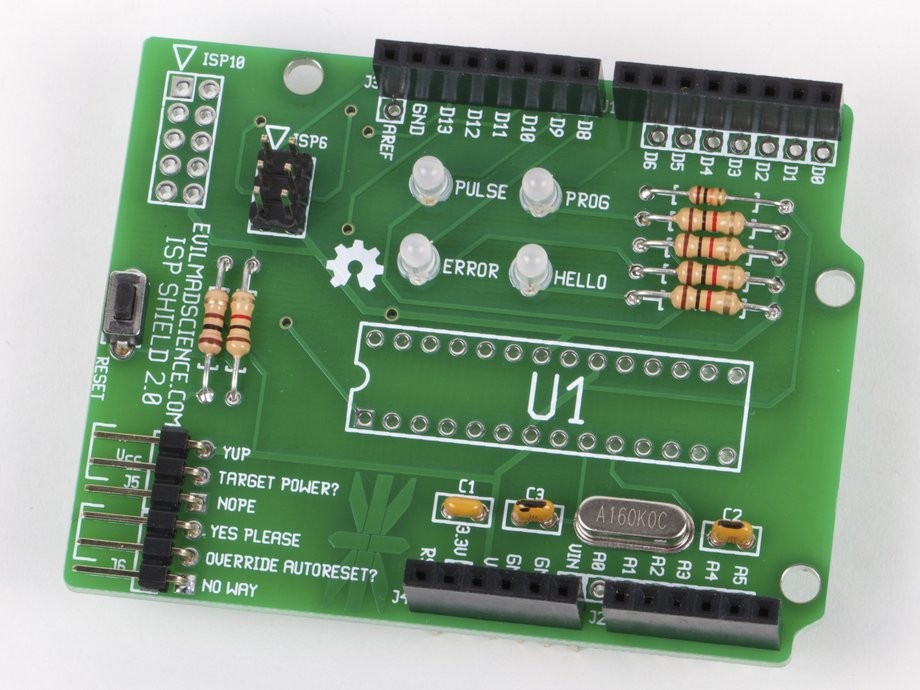 ISP10
J3
ISP6
AREF
GND
D13
D12
D11
D10
D9
D8
J1
D6
D5
D4
D3
D2
D1
D0
PULSE
PROG
ERROR
HELLO
EVILMADSCIENCE.COM
ISP SHIELD 2.0
RESET
U1
Vcc
J5
YUP
TARGET POWER?
NOPE
YES PLEASE
OVERRIDE AUTORESET?
J6
NO WAY
C1
C3
A160K0C
C2
3.3V
VIN
A0
A1
A2
A3
A4
A5
J4
J2